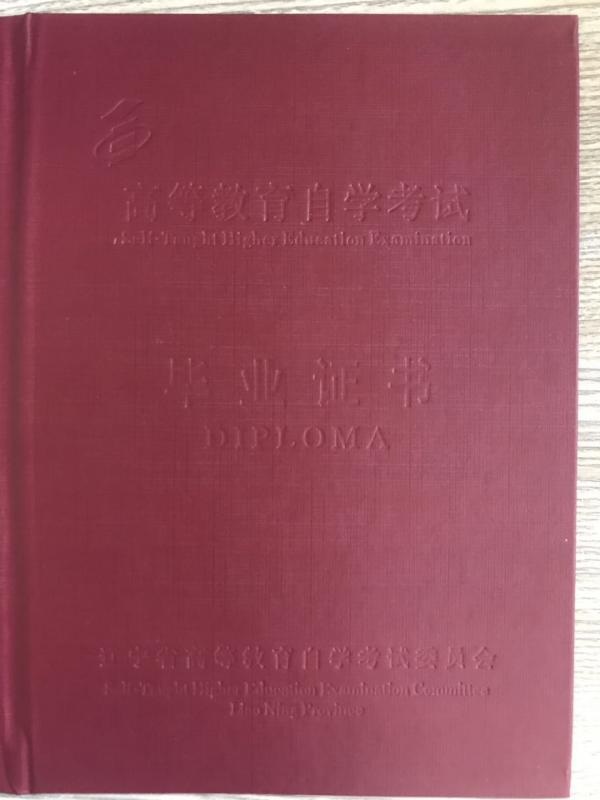 高等教育自学考试
Self-Taught Higher Education Examination
毕业证书
DIPLOMA
辽宁省高等教育自学考试委员会
Self-Taught Higher Education Examination Committee
Liao Ning Province